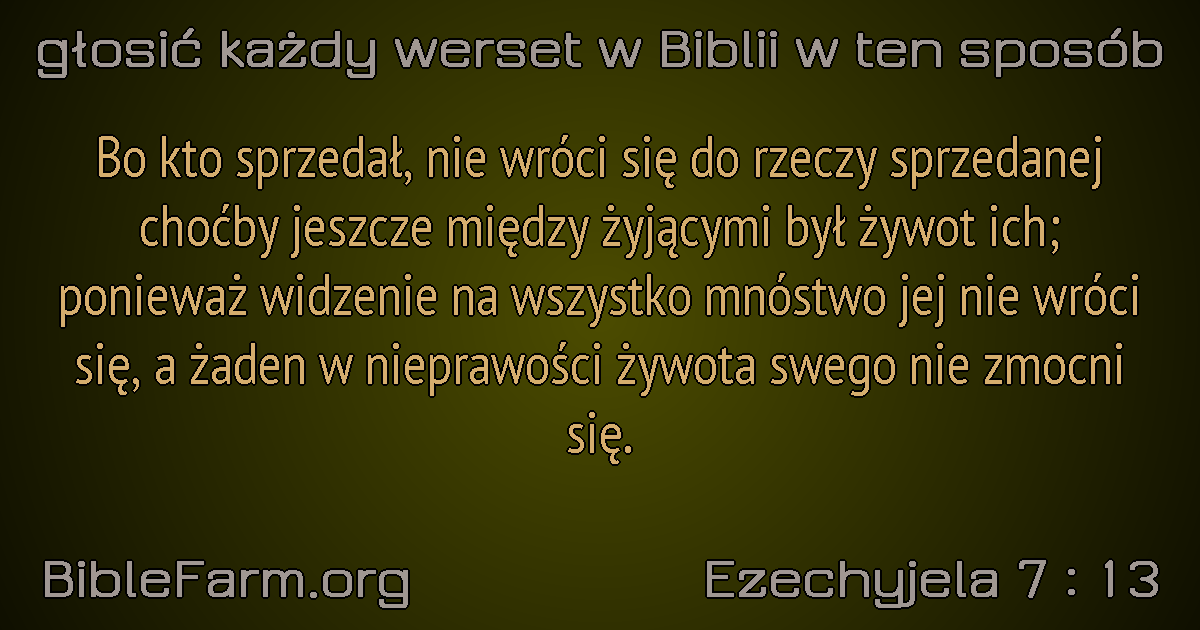 głosić każdy werset w Biblii w ten sposób
Bo kto sprzedał, nie wróci się do rzeczy sprzedanej
choćby jeszcze między żyjącymi był żywot ich;
ponieważ widzenie na wszystko mnóstwo jej nie wróci
się, a żaden w nieprawości żywota swego nie zmocni
się.
BibleFarm.org
Ezechyjela 7 : 13